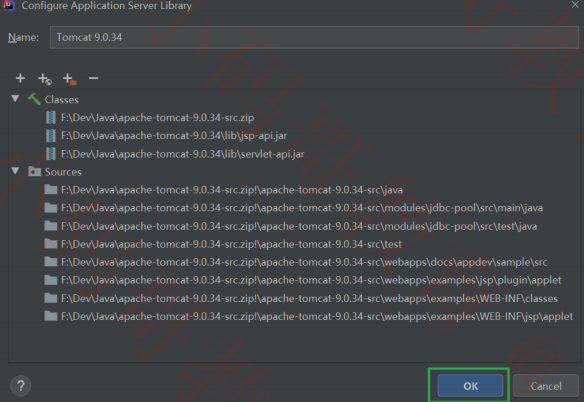 Configure Application Server Library
Name: Tomcat 9.0.34
Classes
F:\Dev\Java\apache-tomcat-9.0.34-src.zip
F:\Dev\Java\apache-tomcat-9.0.34\lib\jsp-api.jar
F:\Dev\Java\apache-tomcat-9.0.34\lib\servlet-api.jar
Sources
F:\Dev\Java\apache-tomcat-9.0.34-src.zip!\apache-tomcat-9.0.34-src\java
F:\Dev\Java\apache-tomcat-9.0.34-src.zip!\apache-tomcat-9.0.34-src\modules\jdbc-pool\src\main\java
F:\Dev\Java\apache-tomcat-9.0.34-src.zip!\apache-tomcat-9.0.34-src\modules\jdbc-pool\src\test\java
F:\Dev\Java\apache-tomcat-9.0.34-src.zip!\apache-tomcat-9.0.34-src\test
F:\Dev\Java\apache-tomcat-9.0.34-src.zip!\apache-tomcat-9.0.34-src\webapps\docs\appdev\sample\src
F:\Dev\Java\apache-tomcat-9.0.34-src.zip!\apache-tomcat-9.0.34-src\webapps\examples\jsp\plugin\applet
F:\Dev\Java\apache-tomcat-9.0.34-src.zip!\apache-tomcat-9.0.34-src\webapps\examples\WEB-INF\classes
F:\Dev\Java\apache-tomcat-9.0.34-src.zip!\apache-tomcat-9.0.34-src\webapps\examples\WEB-INF\jsp\applet
? OK Cancel